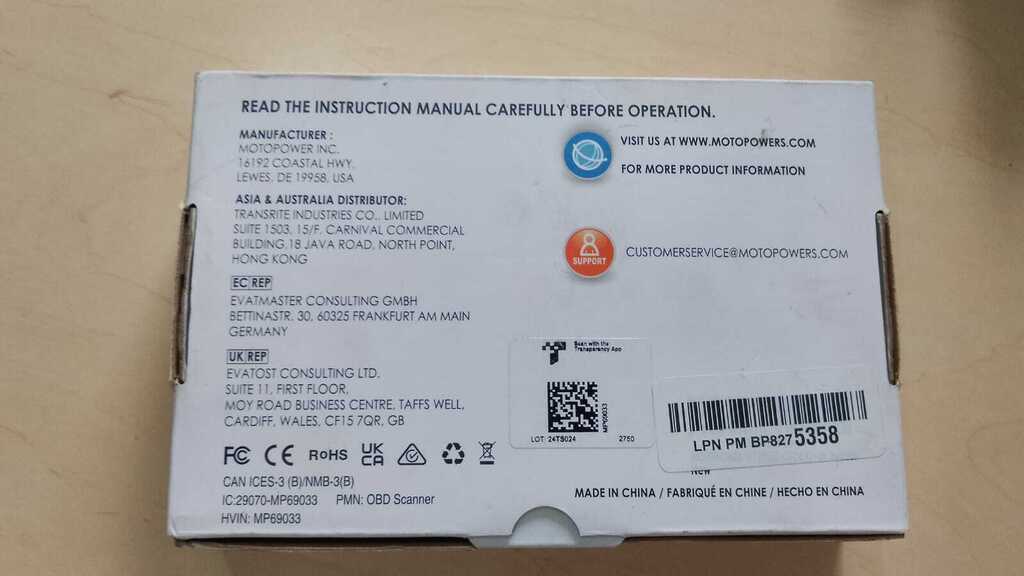 READ THE INSTRUCTION MANUAL CAREFULLY BEFORE OPERATION.
MANUFACTURER :
MOTOPOWER INC.
16192 COASTAL HWY.
LEWES, DE 19958, USA
ASIA & AUSTRALIA DISTRIBUTOR:
TRANSRITE INDUSTRIES CO., LIMITED
SUITE 1503, 15/F. CARNIVAL COMMERCIAL
BUILDING,18 JAVA ROAD, NORTH POINT,
HONG KONG
EC REP
EVATMASTER CONSULTING GMBH
BETTINASTR. 30, 60325 FRANKFURT AM MAIN
GERMANY
UK REP
EVATOST CONSULTING LTD.
SUITE 11, FIRST FLOOR,
MOY ROAD BUSINESS CENTRE, TAFFS WELL,
CARDIFF, WALES, CF15 7QR, GB
FC CE RoHS UK CA
CAN ICES-3 (B)/NMB-3(B)
IC:29070-MP69033 PMN: OBD Scanner
HVIN: MP69033
VISIT US AT WWW.MOTOPOWERS.COM
FOR MORE PRODUCT INFORMATION
SUPPORT
CUSTOMERSERVICE@MOTOPOWERS.COM
Scan with the
Transparency App
MP69033
LOT: 24TS024 2750
LPN PM BP827 5358
New
MADE IN CHINA / FABRIQUÉ EN CHINE / HECHO EN CHINA